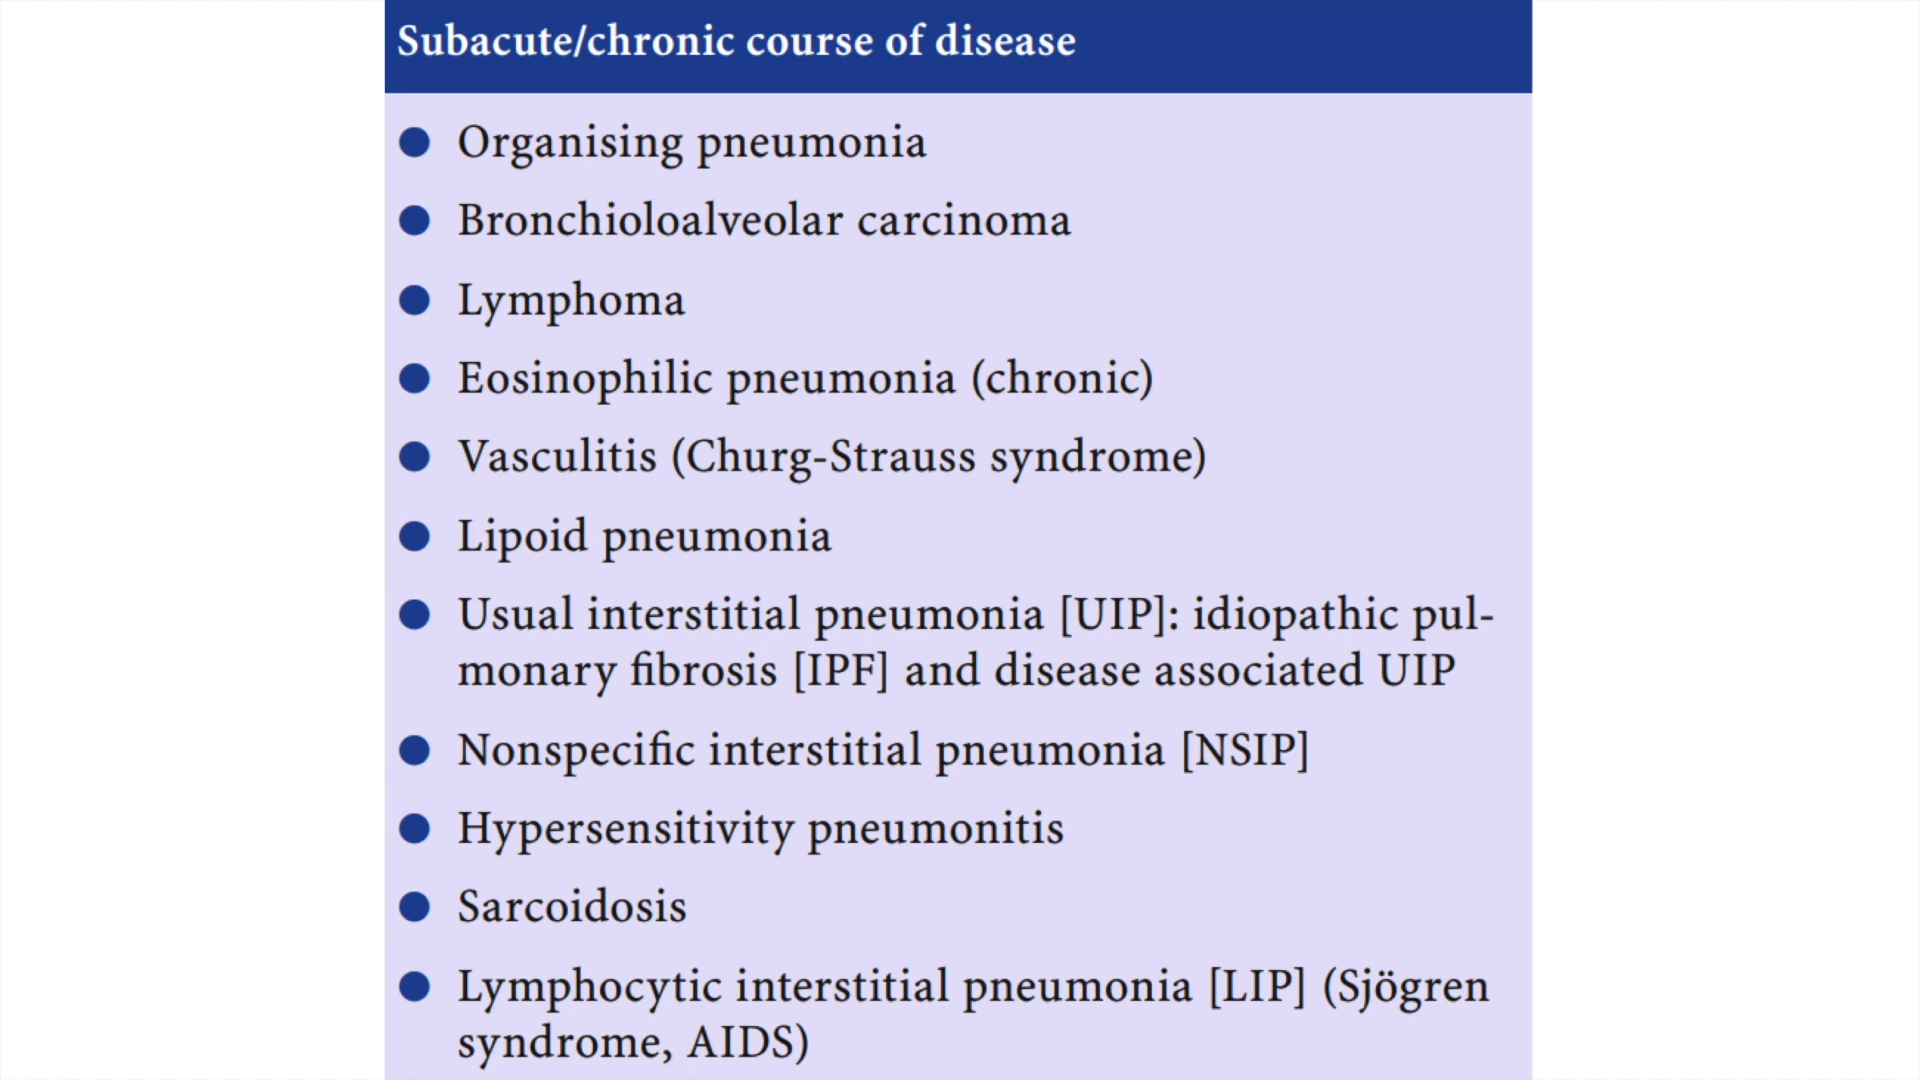 Subacute/chronic course of disease
● Organising pneumonia
● Bronchioloalveolar carcinoma
● Lymphoma
● Eosinophilic pneumonia (chronic)
● Vasculitis (Churg-Strauss syndrome)
● Lipoid pneumonia
● Usual interstitial pneumonia [UIP]: idiopathic pul-
monary fibrosis [IPF] and disease associated UIP
● Nonspecific interstitial pneumonia [NSIP]
● Hypersensitivity pneumonitis
● Sarcoidosis
● Lymphocytic interstitial pneumonia [LIP] (Sjögren
syndrome, AIDS)